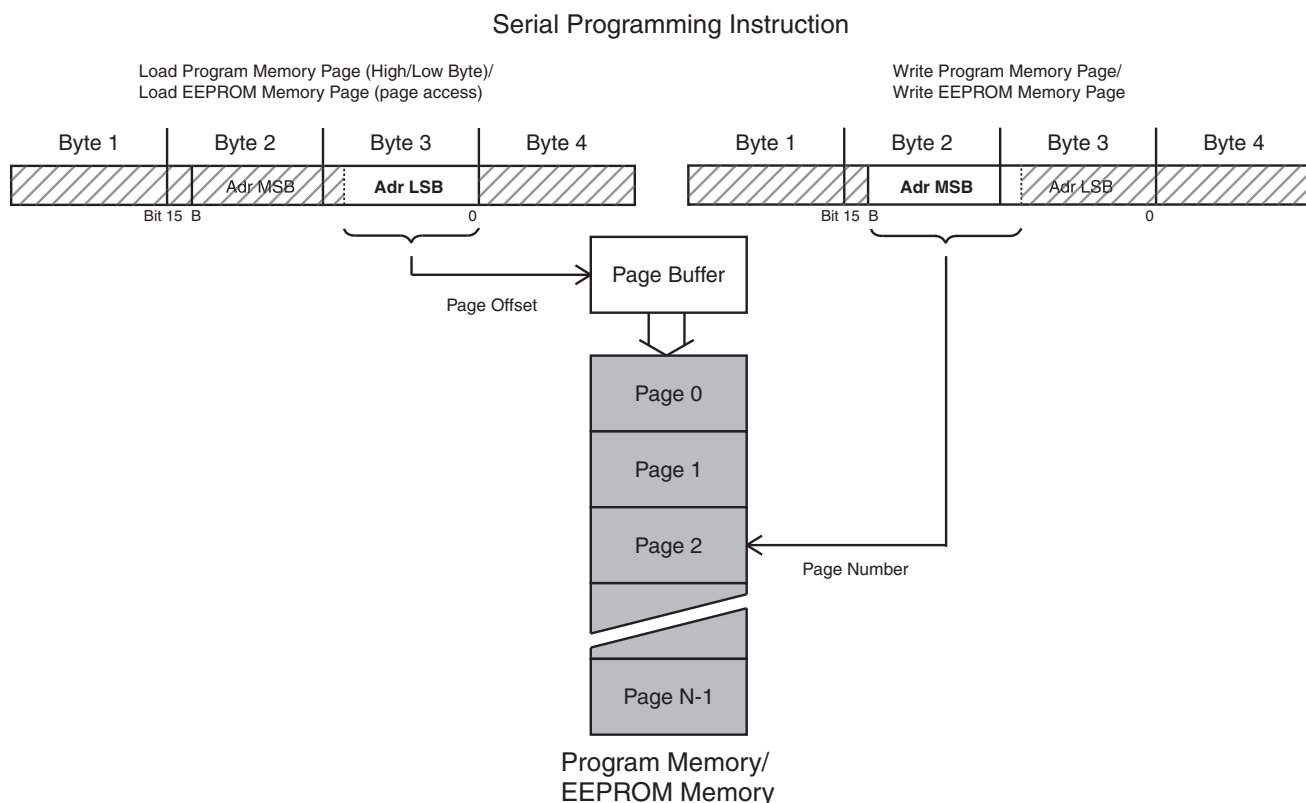 Serial Programming Instruction
Load Program Memory Page (High/Low Byte)/
Load EEPROM Memory Page (page access)
Write Program Memory Page/
Write EEPROM Memory Page
Byte 1 Byte 2 Byte 3 Byte 4
Byte 1 Byte 2 Byte 3 Byte 4
Adr MSB Adr LSB
Adr MSB Adr LSB
Bit 15 B 0
Bit 15 B 0
Page Buffer
Page Offset
Page 0
Page 1
Page 2
Page Number
Page N-1
Program Memory/
EEPROM Memory